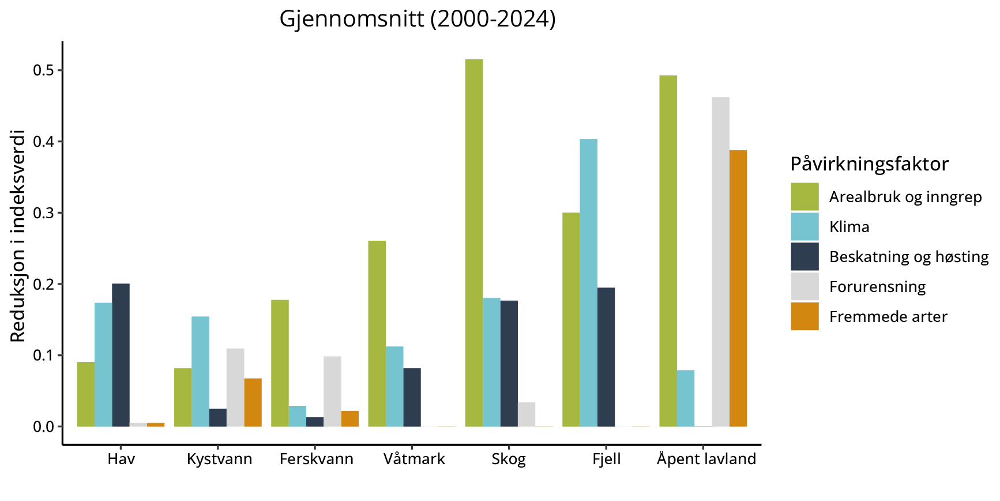 Gjennomsnitt (2000-2024)
Reduksjon i indeksverdi
0.5
0.4
0.3
0.2
0.1
0.0
Hav Kystvann Ferskvann Våtmark Skog Fjell Åpent lavland
Påvirkningsfaktor
Arealbruk og inngrep
Klima
Beskatning og høsting
Forurensning
Fremmede arter